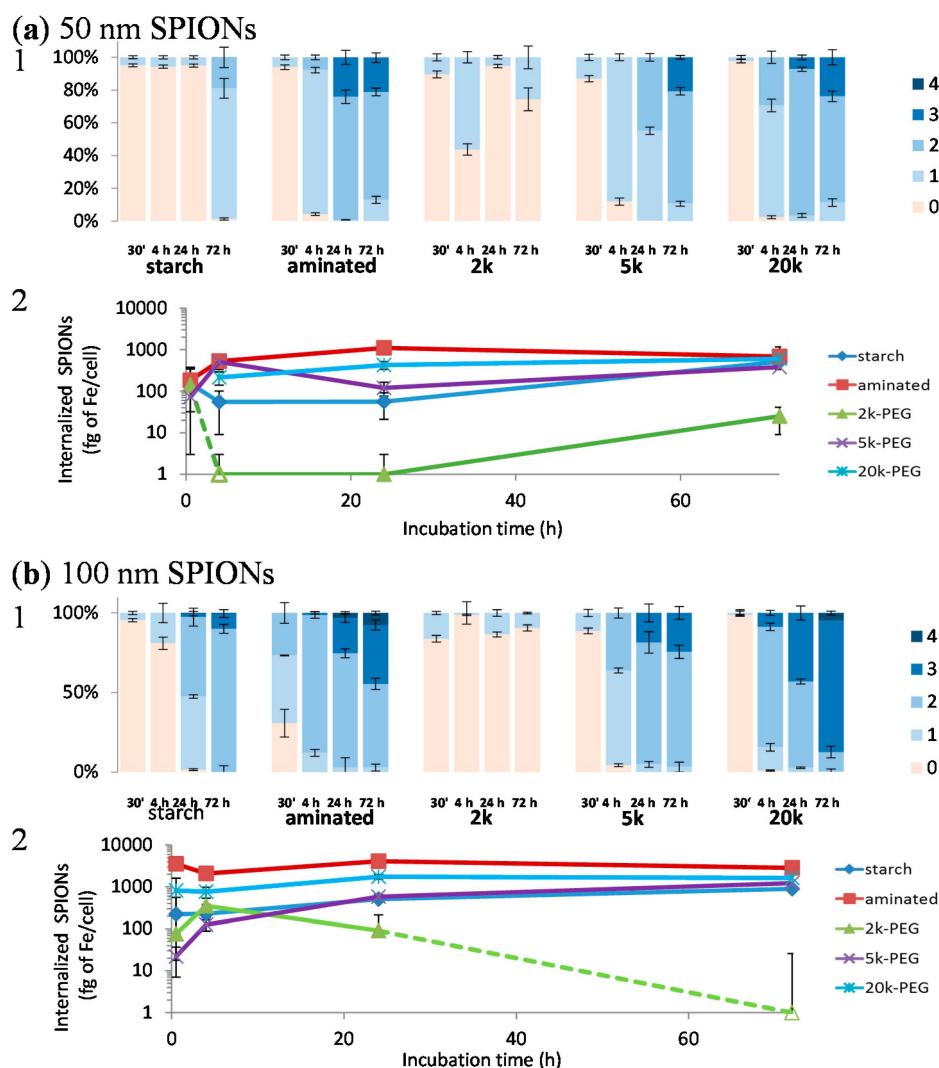 (a) 50 nm SPIONs
1
100%
80%
60%
40%
20%
0%
4
3
2
1
0
30' 4 h 24 h 72 h 30' 4 h 24 h 72 h 30' 4 h 24 h 72 h 30' 4 h 24 h 72 h 30' 4 h 24 h 72 h
starch aminated 2k 5k 20k
2
Internalized SPIONs
(fg of Fe/cell)
10000
1000
100
10
1
0 20 40 60
Incubation time (h)
starch
aminated
2k-PEG
5k-PEG
20k-PEG
(b) 100 nm SPIONs
1
100%
50%
0%
4
3
2
1
0
30' 4 h 24 h 72 h 30' 4 h 24 h 72 h 30' 4 h 24 h 72 h 30' 4 h 24 h 72 h 30' 4 h 24 h 72 h
starch aminated 2k 5k 20k
2
Internalized SPIONs
(fg of Fe/cell)
10000
1000
100
10
1
0 20 40 60
Incubation time (h)
starch
aminated
2k-PEG
5k-PEG
20k-PEG